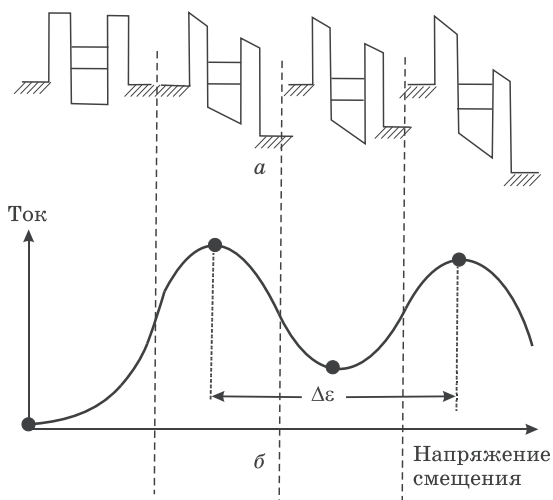 а
Ток
Δε
Напряжение
смещения
б